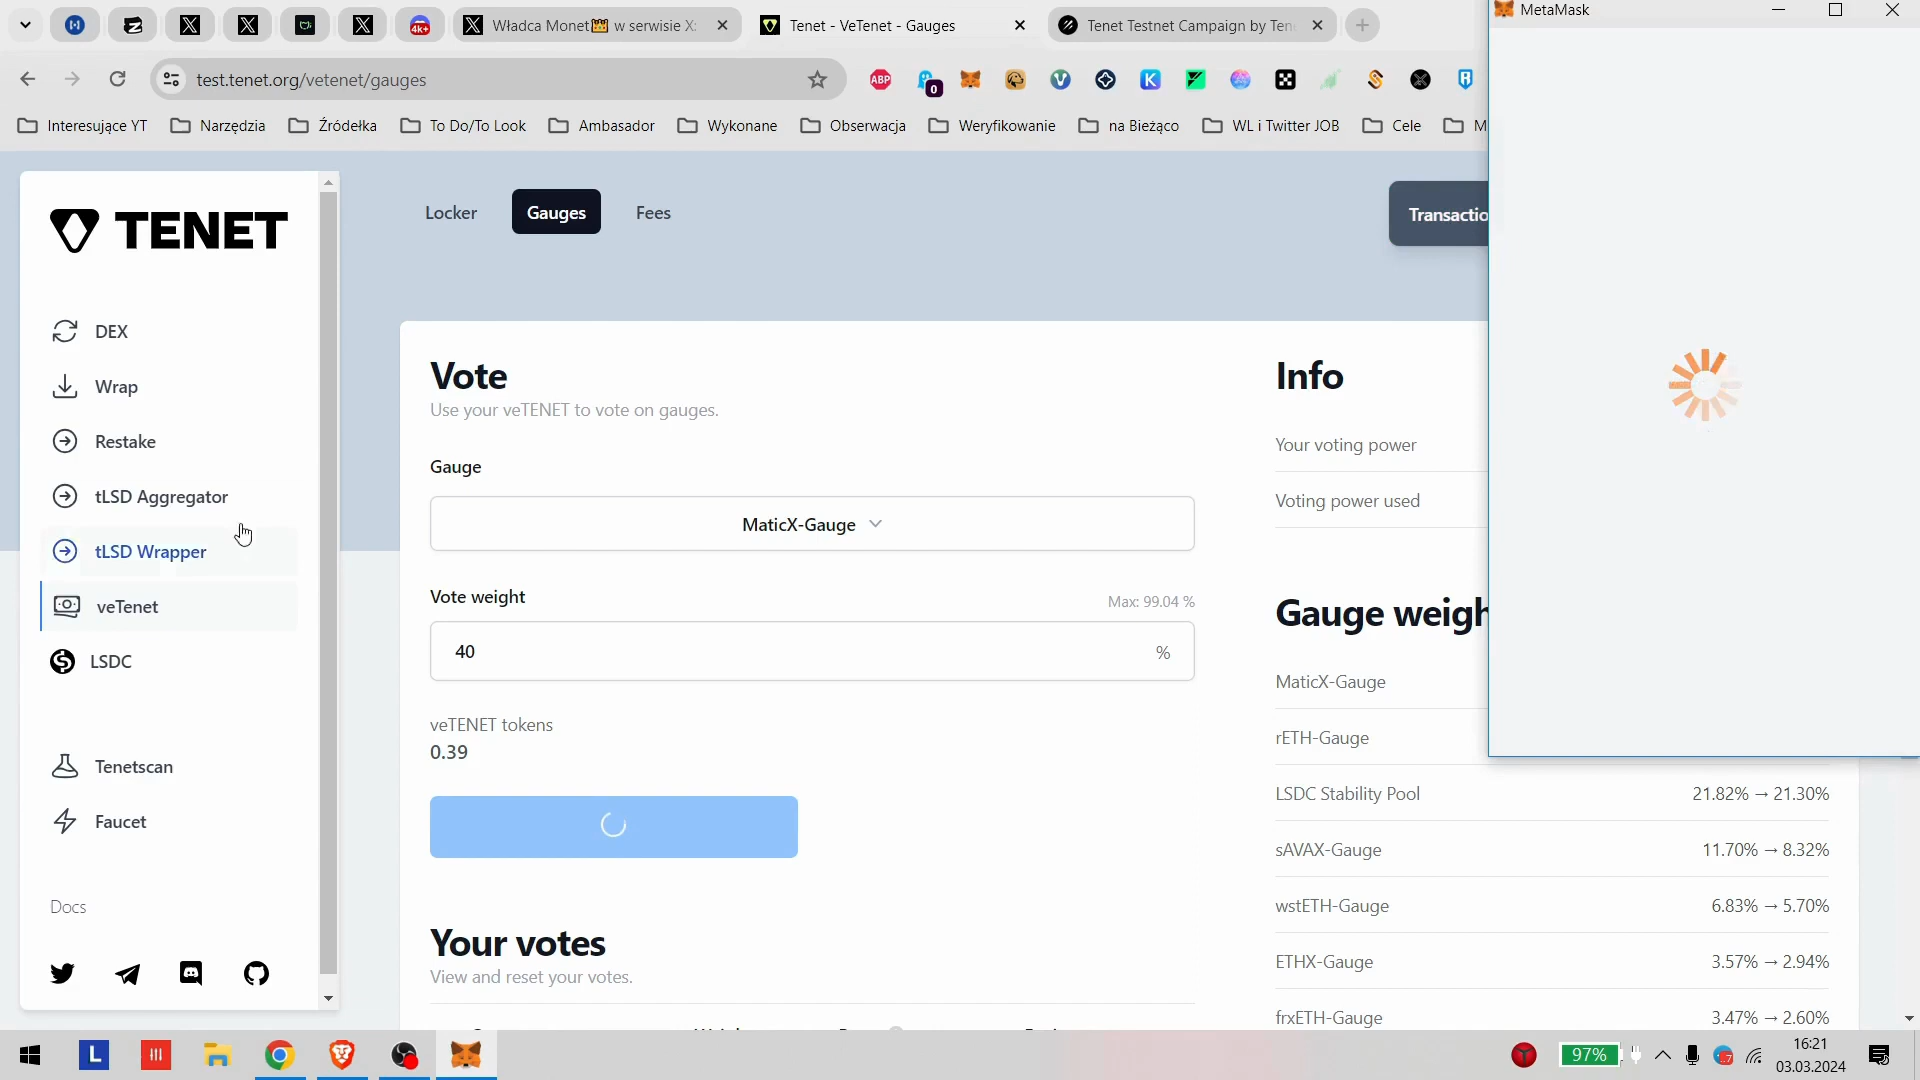 Władca Monet👑 w serwisie X:
Tenet - VeTenet - Gauges
Tenet Testnet Campaign by Ten
MetaMask
4k+
test.tenet.org/vetenet/gauges
ABP
0
Interesujące YT
Narzędzia
Źródełka
To Do/To Look
Ambasador
Wykonane
Obserwacja
Weryfikowanie
na Bieżąco
WL i Twitter JOB
Cele
M
TENET
Locker
Gauges
Fees
Transactio
DEX
Wrap
Restake
tLSD Aggregator
tLSD Wrapper
veTenet
LSDC
Tenetscan
Faucet
Docs
Vote
Use your veTENET to vote on gauges.
Gauge
MaticX-Gauge
Vote weight
Max: 99.04 %
40
%
veTENET tokens
0.39
Your votes
View and reset your votes.
Info
Your voting power
Voting power used
Gauge weigh
MaticX-Gauge
rETH-Gauge
LSDC Stability Pool 21.82% → 21.30%
sAVAX-Gauge 11.70% → 8.32%
wstETH-Gauge 6.83% → 5.70%
ETHX-Gauge 3.57% → 2.94%
frxETH-Gauge 3.47% → 2.60%
L
97%
16:21
03.03.2024